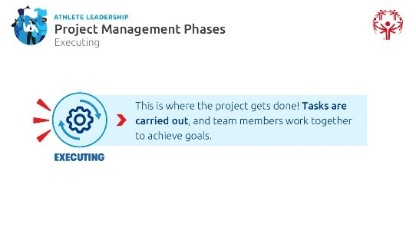 ATHLETE LEADERSHIP
Project Management Phases
Executing
This is where the project gets done! Tasks are
carried out, and team members work together
to achieve goals.
EXECUTING